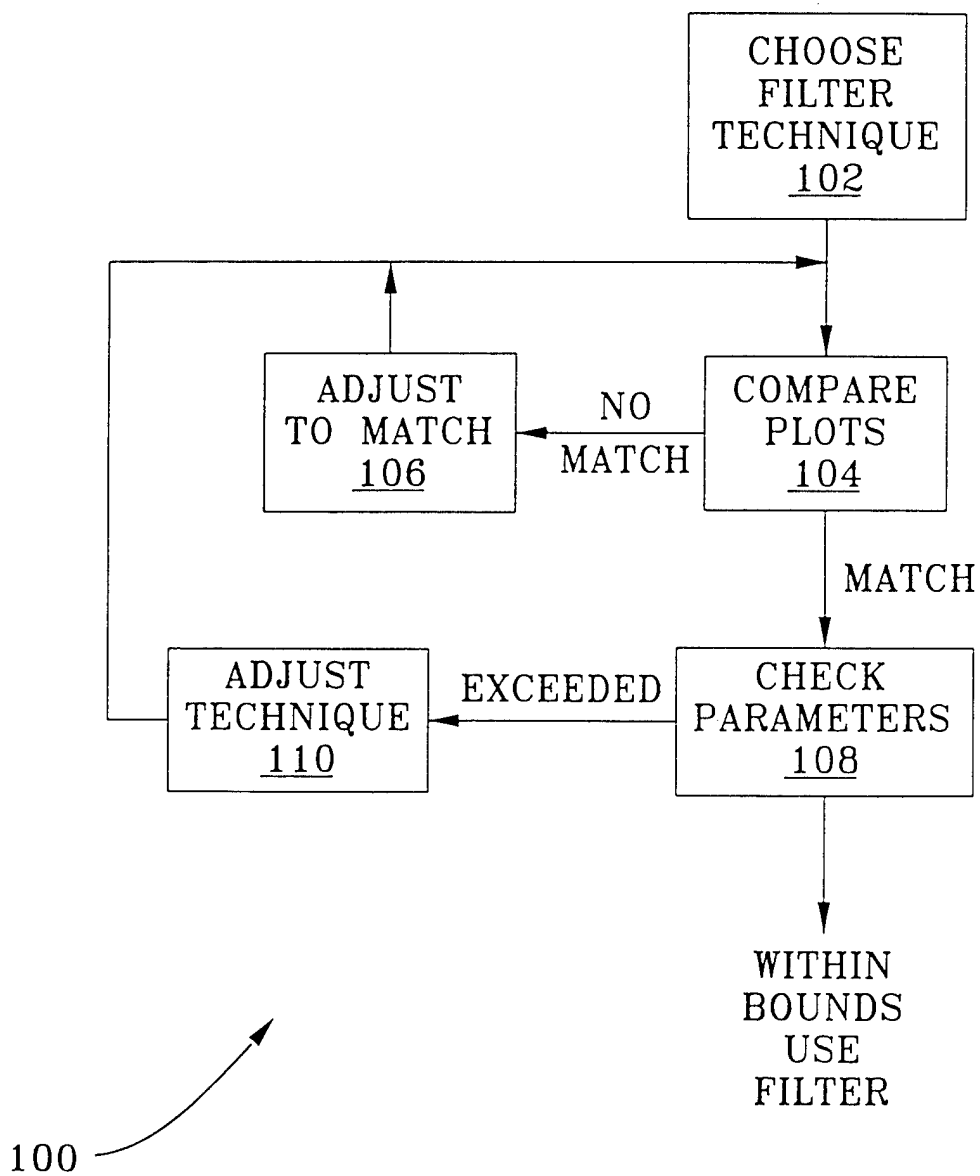 CHOOSE
FILTER
TECHNIQUE
102
ADJUST
TO MATCH
106
NO
MATCH
COMPARE
PLOTS
104
MATCH
ADJUST
TECHNIQUE
110
EXCEEDED
CHECK
PARAMETERS
108
WITHIN
BOUNDS
USE
FILTER
100